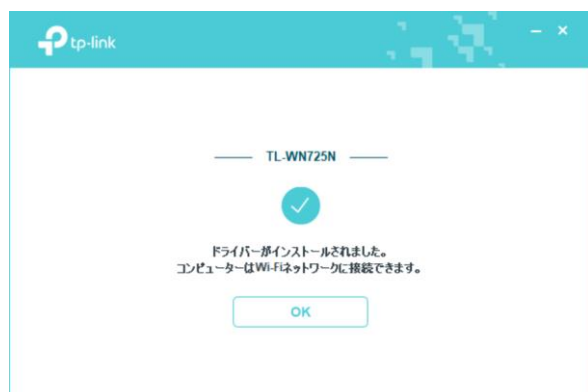 tp-link
TL-WN725N
ドライバーがインストールされました。
コンピューターはWi-Fiネットワークに接続できます。
OK